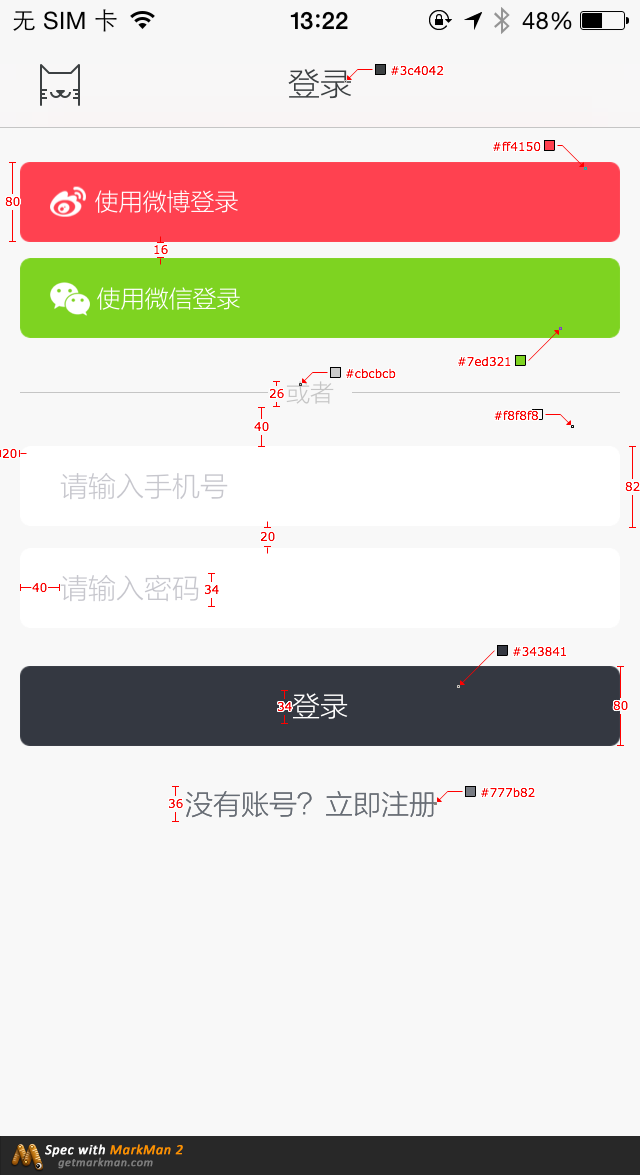 无 SIM 卡 13:22 48%
登录 #3c4042
#ff4150
80 使用微博登录
16
使用微信登录
#7ed321
#cbcbcb
26 或者
40 #f8f8f8
20
请输入手机号 82
20
40 请输入密码 34
#343841
34 登录 80
#777b82
36 没有账号？立即注册
Spec with MarkMan 2
getmarkman.com